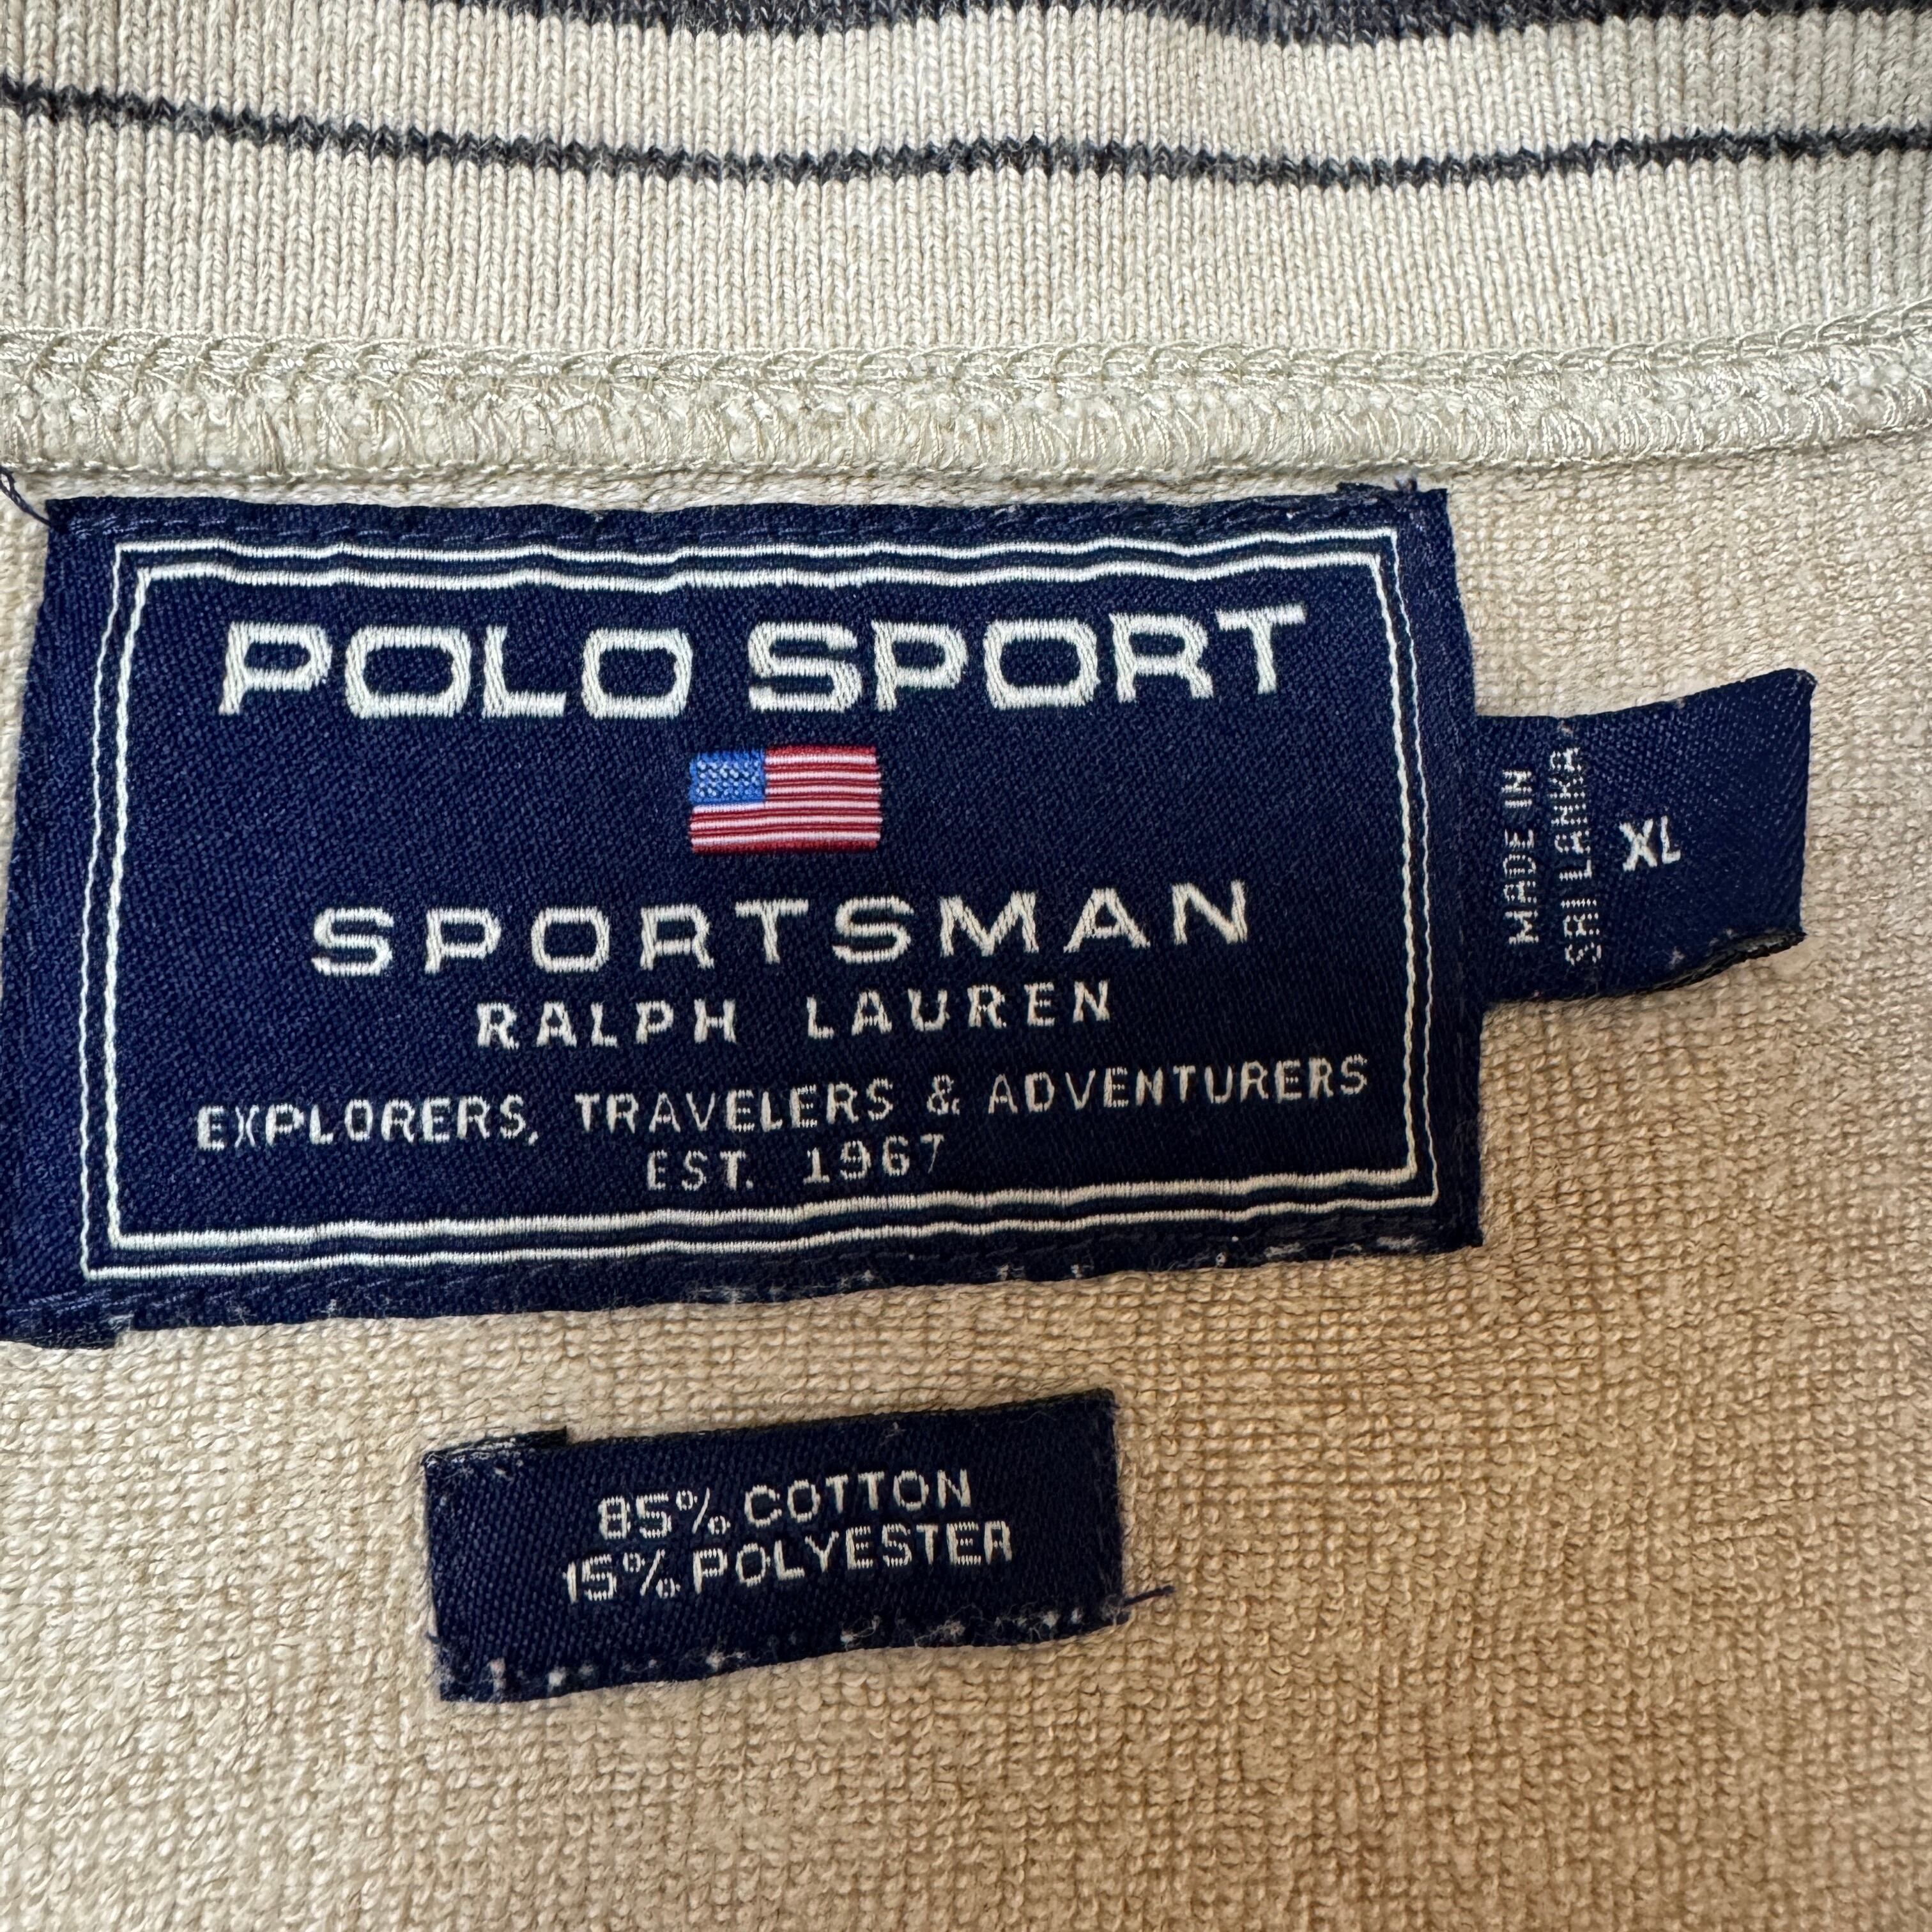 POLO SPORT
SPORTSMAN
RALPH LAUREN
EXPLORERS, TRAVELERS & ADVENTURERS
EST. 1967
MADE IN
SRI LANKA
XL
85% COTTON
15% POLYESTER